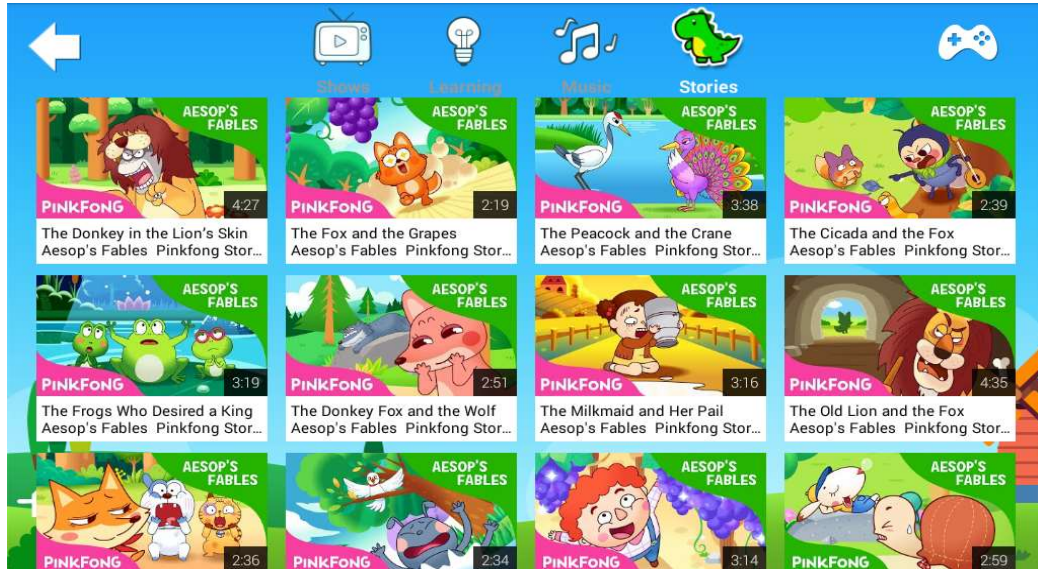 Shows
Learning
Music
Stories
AESOP'S
FABLES
PINKFONG
4:27
AESOP'S
FABLES
PINKFONG
2:19
AESOP'S
FABLES
PINKFONG
3:38
AESOP'S
FABLES
PINKFONG
2:39
The Donkey in the Lion's Skin
Aesop's Fables Pinkfong Stor...
The Fox and the Grapes
Aesop's Fables Pinkfong Stor...
The Peacock and the Crane
Aesop's Fables Pinkfong Stor...
The Cicada and the Fox
Aesop's Fables Pinkfong Stor...
AESOP'S
FABLES
PINKFONG
3:19
AESOP'S
FABLES
PINKFONG
2:51
AESOP'S
FABLES
PINKFONG
3:16
AESOP'S
FABLES
PINKFONG
4:35
The Frogs Who Desired a King
Aesop's Fables Pinkfong Stor...
The Donkey Fox and the Wolf
Aesop's Fables Pinkfong Stor...
The Milkmaid and Her Pail
Aesop's Fables Pinkfong Stor...
The Old Lion and the Fox
Aesop's Fables Pinkfong Stor...
AESOP'S
FABLES
PINKFONG
2:36
AESOP'S
FABLES
PINKFONG
2:34
AESOP'S
FABLES
PINKFONG
3:14
AESOP'S
FABLES
PINKFONG
2:59